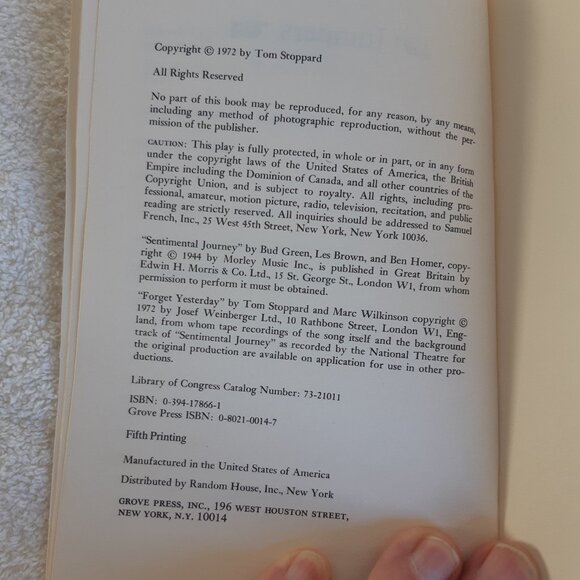 Copyright © 1972 by Tom Stoppard
All Rights Reserved
No part of this book may be reproduced, for any reason, by any means,
including any method of photographic reproduction, without the per-
mission of the publisher.
CAUTION: This play is fully protected, in whole or in part, or in any form
under the copyright laws of the United States of America, the British
Empire including the Dominion of Canada, and all other countries of the
Copyright Union, and is subject to royalty. All rights, including pro-
fessional, amateur, motion picture, radio, television, recitation, and public
reading are strictly reserved. All inquiries should be addressed to Samuel
French, Inc., 25 West 45th Street, New York, New York 10036.
"Sentimental Journey" by Bud Green, Les Brown, and Ben Homer, copy-
right © 1944 by Morley Music Inc., is published in Great Britain by
Edwin H. Morris & Co. Ltd., 15 St. George St., London W1, from whom
permission to perform it must be obtained.
"Forget Yesterday" by Tom Stoppard and Marc Wilkinson copyright ©
1972 by Josef Weinberger Ltd., 10 Rathbone Street, London W1, Eng-
land, from whom tape recordings of the song itself and the background
track of "Sentimental Journey" as recorded by the National Theatre for
the original production are available on application for use in other pro-
ductions.
Library of Congress Catalog Number: 73-21011
ISBN: 0-394-17866-1
Grove Press ISBN: 0-8021-0014-7
Fifth Printing
Manufactured in the United States of America
Distributed by Random House, Inc., New York
GROVE PRESS, INC., 196 WEST HOUSTON STREET,
NEW YORK, N.Y. 10014